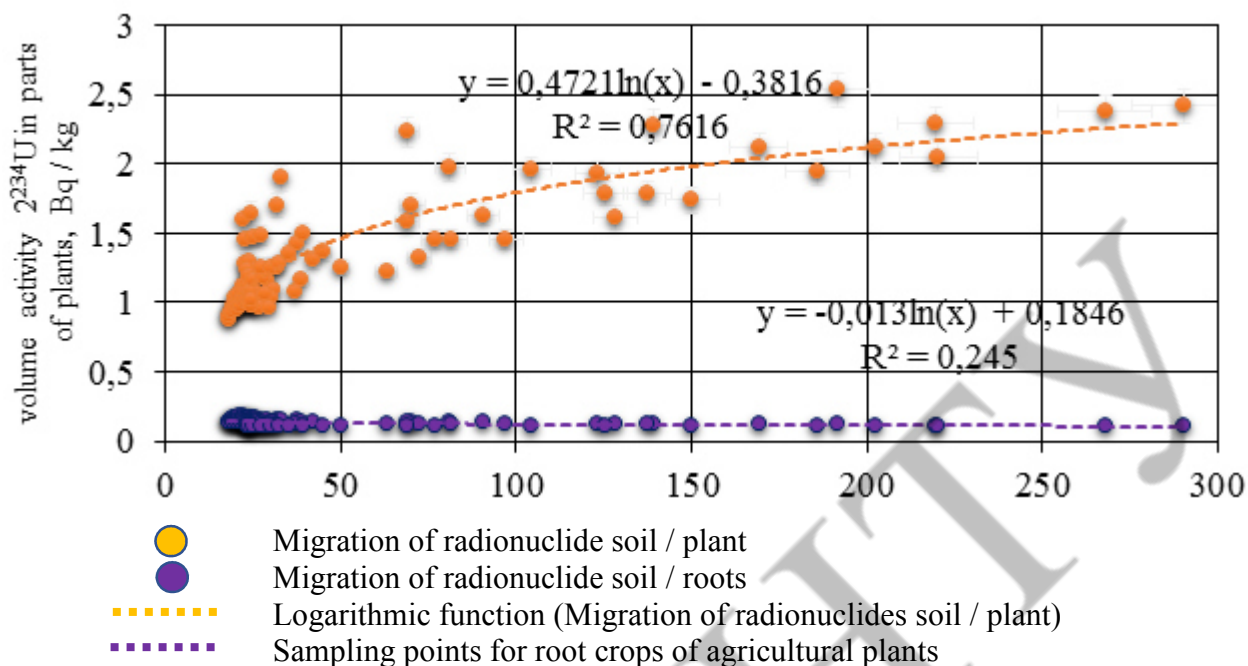 volume activity 2²³⁴U in parts
of plants, Bq / kg
3
2,5
2
1,5
1
0,5
0
y = 0,4721ln(x) - 0,3816
R² = 0,7616
y = -0,013ln(x) + 0,1846
R² = 0,245
0 50 100 150 200 250 300
Migration of radionuclide soil / plant
Migration of radionuclide soil / roots
Logarithmic function (Migration of radionuclides soil / plant)
Sampling points for root crops of agricultural plants